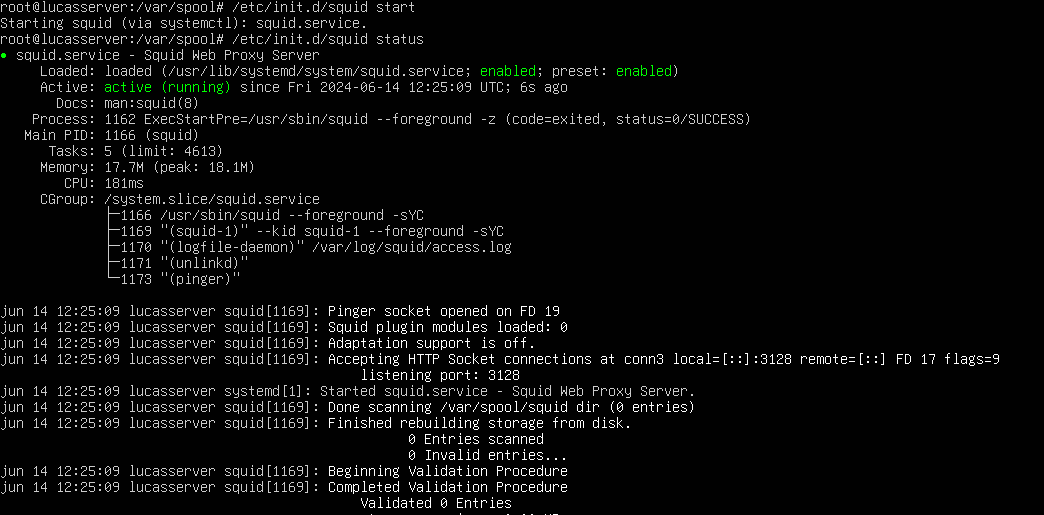 root@lucasserver:/var/spool# /etc/init.d/squid start
Starting squid (via systemctl): squid.service.
root@lucasserver:/var/spool# /etc/init.d/squid status
● squid.service - Squid Web Proxy Server
     Loaded: loaded (/usr/lib/systemd/system/squid.service; enabled; preset: enabled)
     Active: active (running) since Fri 2024-06-14 12:25:09 UTC; 6s ago
       Docs: man:squid(8)
    Process: 1162 ExecStartPre=/usr/sbin/squid --foreground -z (code=exited, status=0/SUCCESS)
   Main PID: 1166 (squid)
      Tasks: 5 (limit: 4613)
     Memory: 17.7M (peak: 18.1M)
        CPU: 181ms
     CGroup: /system.slice/squid.service
             ├─1166 /usr/sbin/squid --foreground -sYC
             ├─1169 "(squid-1)" --kid squid-1 --foreground -sYC
             ├─1170 "(logfile-daemon)" /var/log/squid/access.log
             ├─1171 "(unlinkd)"
             └─1173 "(pinger)"
jun 14 12:25:09 lucasserver squid[1169]: Pinger socket opened on FD 19
jun 14 12:25:09 lucasserver squid[1169]: Squid plugin modules loaded: 0
jun 14 12:25:09 lucasserver squid[1169]: Adaptation support is off.
jun 14 12:25:09 lucasserver squid[1169]: Accepting HTTP Socket connections at conn3 local=[::]:3128 remote=[::] FD 17 flags=9
                                             listening port: 3128
jun 14 12:25:09 lucasserver systemd[1]: Started squid.service - Squid Web Proxy Server.
jun 14 12:25:09 lucasserver squid[1169]: Done scanning /var/spool/squid dir (0 entries)
jun 14 12:25:09 lucasserver squid[1169]: Finished rebuilding storage from disk.
                                                   0 Entries scanned
                                                   0 Invalid entries...
jun 14 12:25:09 lucasserver squid[1169]: Beginning Validation Procedure
jun 14 12:25:09 lucasserver squid[1169]: Completed Validation Procedure
                                             Validated 0 Entries